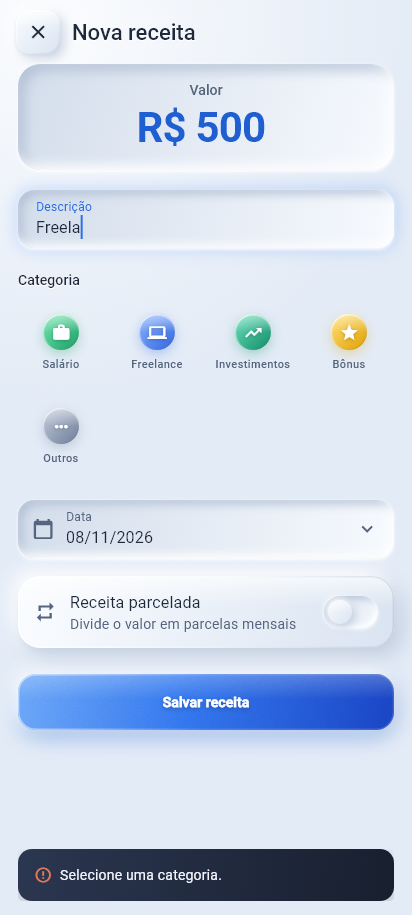 Nova receita
Valor
R$ 500
Descrição
Freela
Categoria
Salário
Freelance
Investimentos
Bônus
Outros
Data
08/11/2026
Receita parcelada
Divide o valor em parcelas mensais
Salvar receita
Selecione uma categoria.